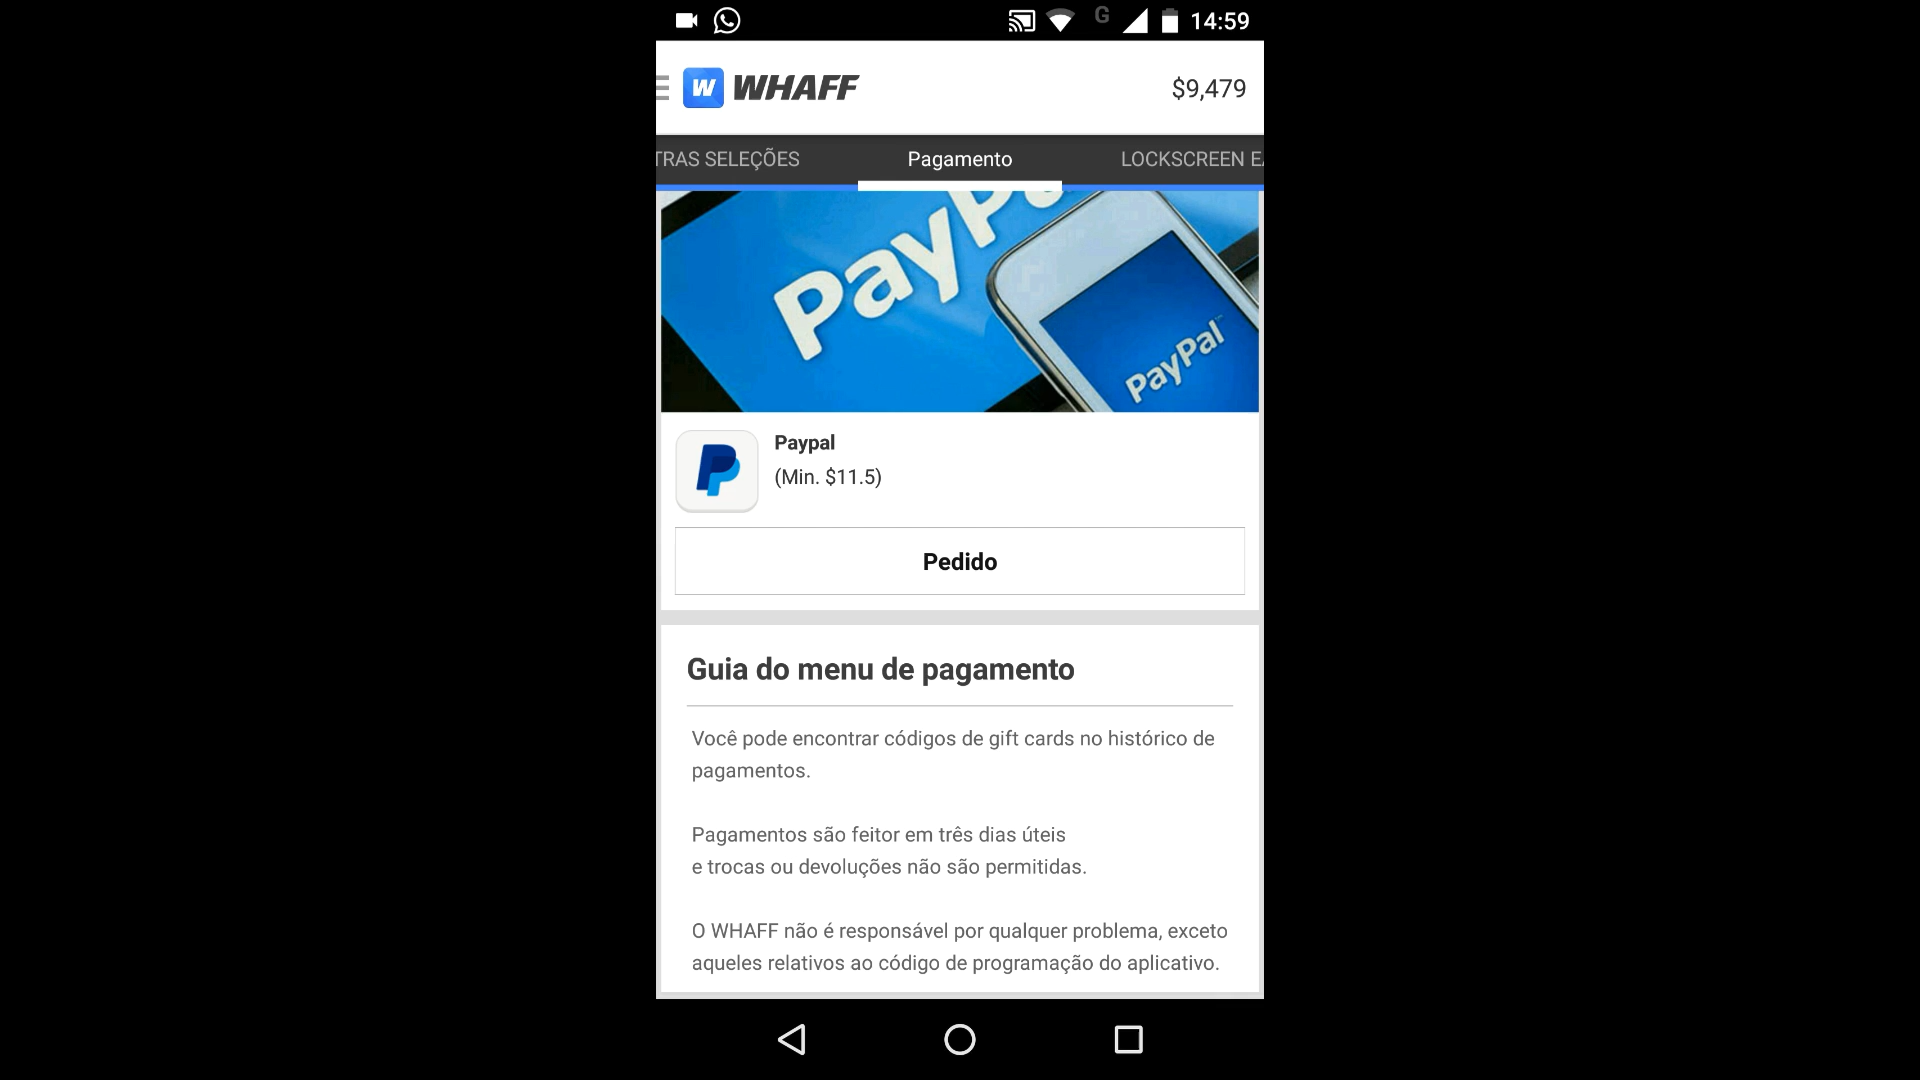 G 14:59
W WHAFF $9,479
TRAS SELEÇÕES Pagamento LOCKSCREEN EA
PayPa
PayPal
Paypal
(Min. $11.5)
Pedido
Guia do menu de pagamento
Você pode encontrar códigos de gift cards no histórico de
pagamentos.
Pagamentos são feitor em três dias úteis
e trocas ou devoluções não são permitidas.
O WHAFF não é responsável por qualquer problema, exceto
aqueles relativos ao código de programação do aplicativo.